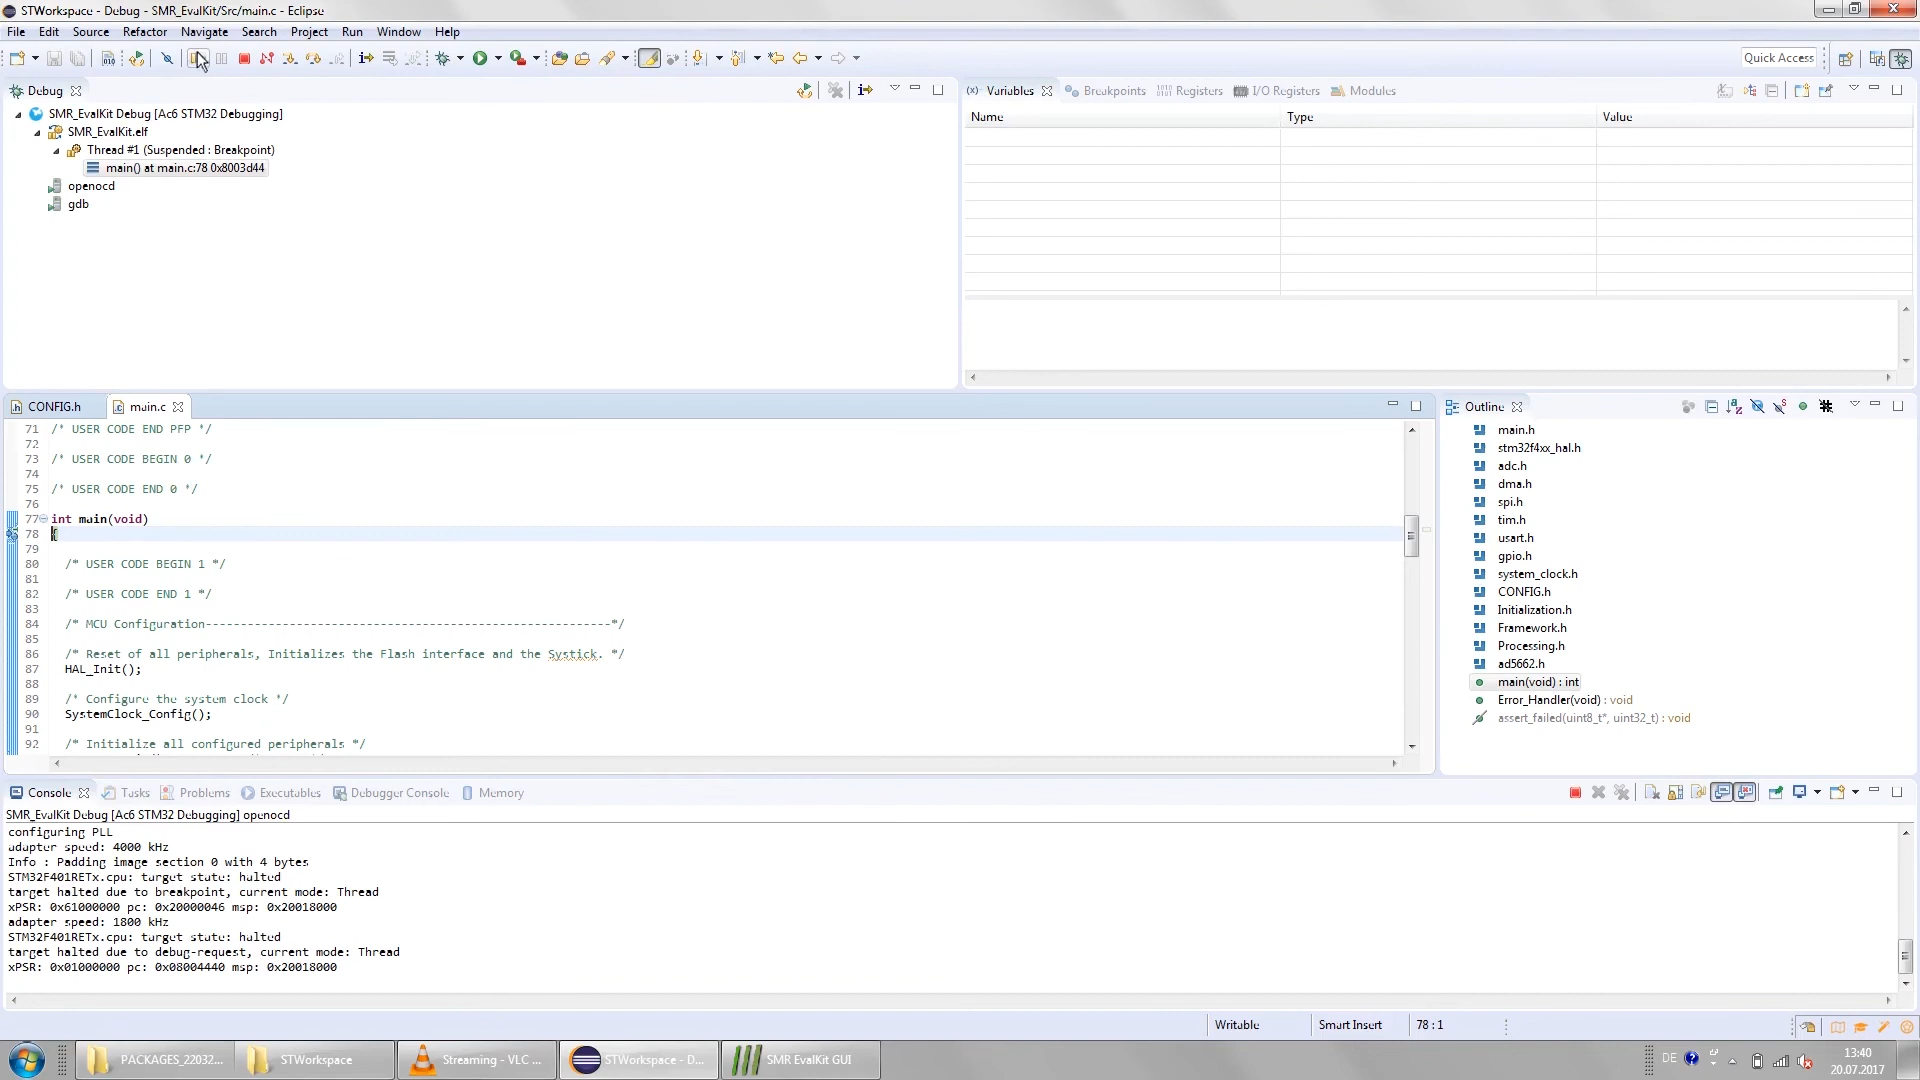 STWorkspace - Debug - SMR_EvalKit/Src/main.c - Eclipse
File Edit Source Refactor Navigate Search Project Run Window Help
Quick Access
Debug
SMR_EvalKit Debug [Ac6 STM32 Debugging]
SMR_EvalKit.elf
Thread #1 (Suspended : Breakpoint)
main() at main.c:78 0x8003d44
openocd
gdb
(x)= Variables Breakpoints Registers I/O Registers Modules
Name Type Value
CONFIG.h main.c
71 /* USER CODE END PFP */
72
73 /* USER CODE BEGIN 0 */
74
75 /* USER CODE END 0 */
76
77 int main(void)
78 {
79
80 /* USER CODE BEGIN 1 */
81
82 /* USER CODE END 1 */
83
84 /* MCU Configuration----------------------------------------------------------*/
85
86 /* Reset of all peripherals, Initializes the Flash interface and the Systick. */
87 HAL_Init();
88
89 /* Configure the system clock */
90 SystemClock_Config();
91
92 /* Initialize all configured peripherals */
Outline
main.h
stm32f4xx_hal.h
adc.h
dma.h
spi.h
tim.h
usart.h
gpio.h
system_clock.h
CONFIG.h
Initialization.h
Framework.h
Processing.h
ad5662.h
main(void) : int
Error_Handler(void) : void
assert_failed(uint8_t*, uint32_t) : void
Console Tasks Problems Executables Debugger Console Memory
SMR_EvalKit Debug [Ac6 STM32 Debugging] openocd
configuring PLL
adapter speed: 4000 kHz
Info : Padding image section 0 with 4 bytes
STM32F401RETx.cpu: target state: halted
target halted due to breakpoint, current mode: Thread
xPSR: 0x61000000 pc: 0x20000046 msp: 0x20018000
adapter speed: 1800 kHz
STM32F401RETx.cpu: target state: halted
target halted due to debug-request, current mode: Thread
xPSR: 0x01000000 pc: 0x08004440 msp: 0x20018000
Writable Smart Insert 78 : 1
PACKAGES_22032... STWorkspace Streaming - VLC ... STWorkspace - D... SMR EvalKit GUI
DE 13:40
20.07.2017